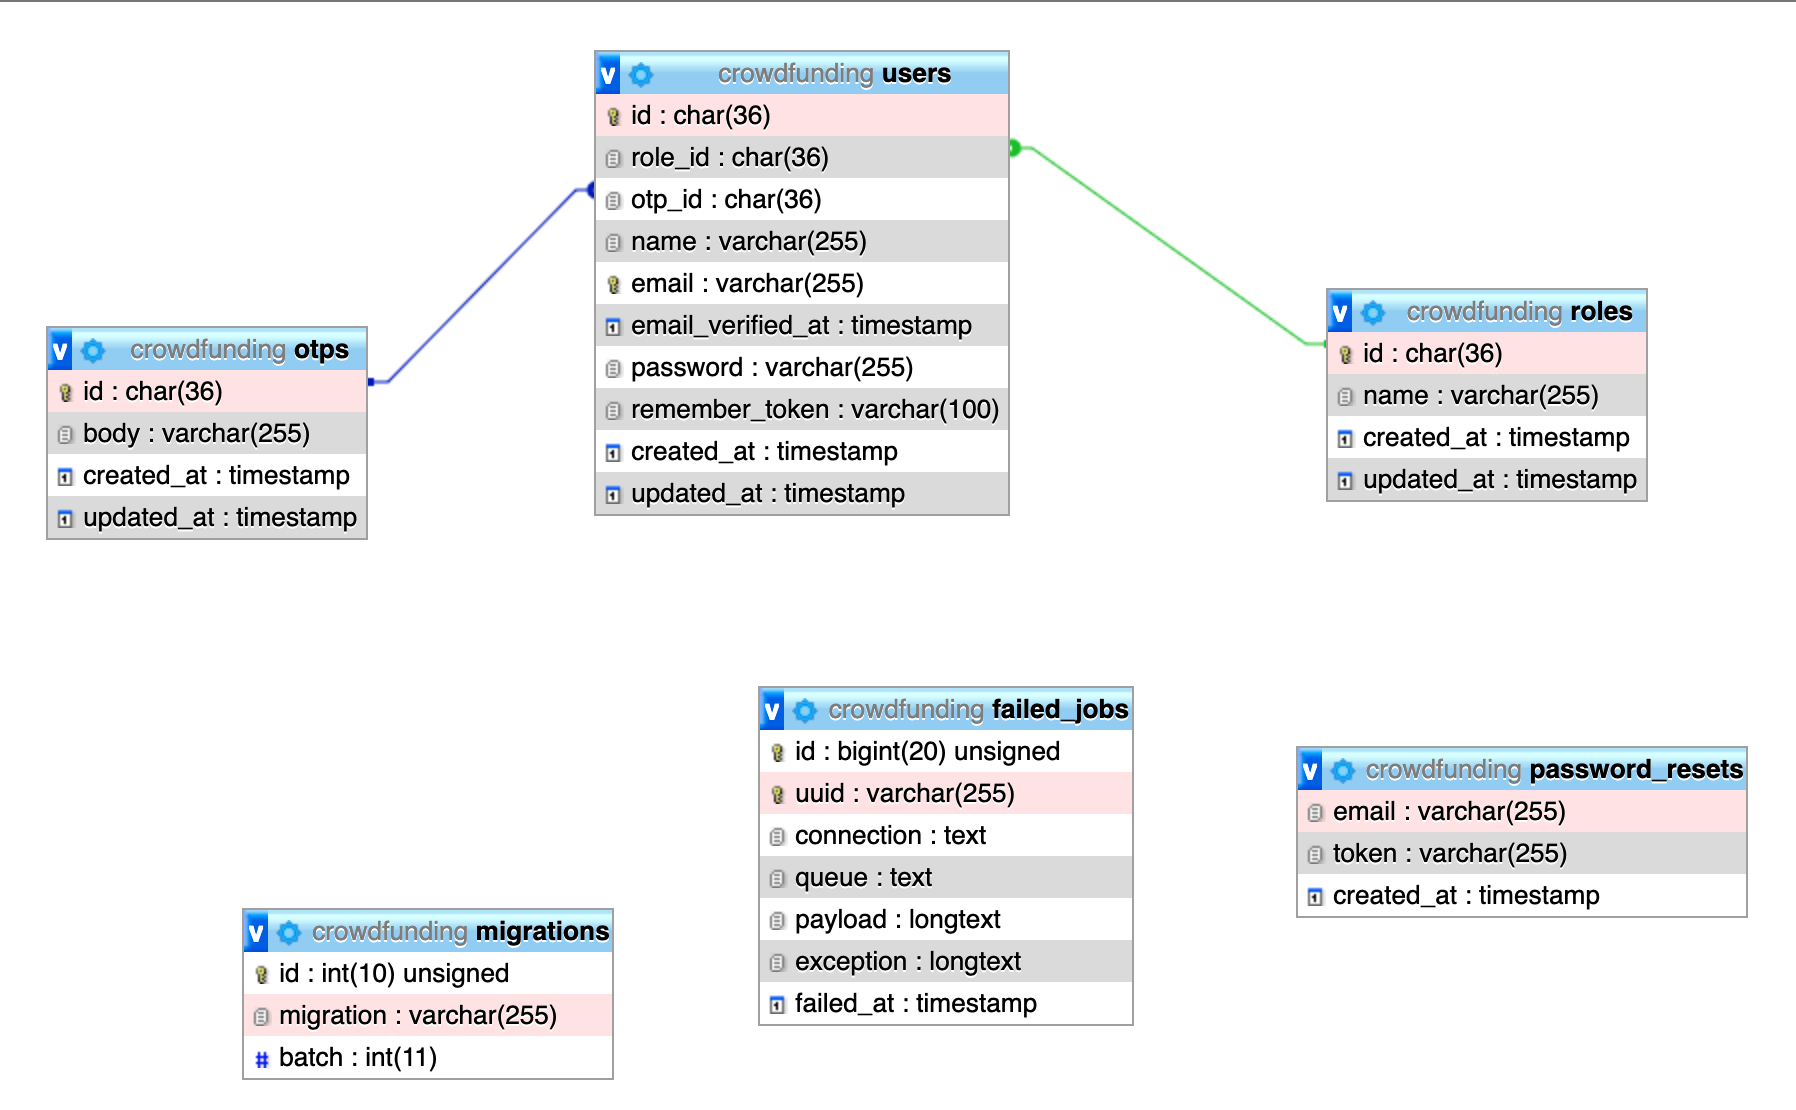 v crowdfunding users
id : char(36)
role_id : char(36)
otp_id : char(36)
name : varchar(255)
email : varchar(255)
email_verified_at : timestamp
password : varchar(255)
remember_token : varchar(100)
created_at : timestamp
updated_at : timestamp
v crowdfunding otps
id : char(36)
body : varchar(255)
created_at : timestamp
updated_at : timestamp
v crowdfunding roles
id : char(36)
name : varchar(255)
created_at : timestamp
updated_at : timestamp
v crowdfunding failed_jobs
id : bigint(20) unsigned
uuid : varchar(255)
connection : text
queue : text
payload : longtext
exception : longtext
failed_at : timestamp
v crowdfunding password_resets
email : varchar(255)
token : varchar(255)
created_at : timestamp
v crowdfunding migrations
id : int(10) unsigned
migration : varchar(255)
# batch : int(11)